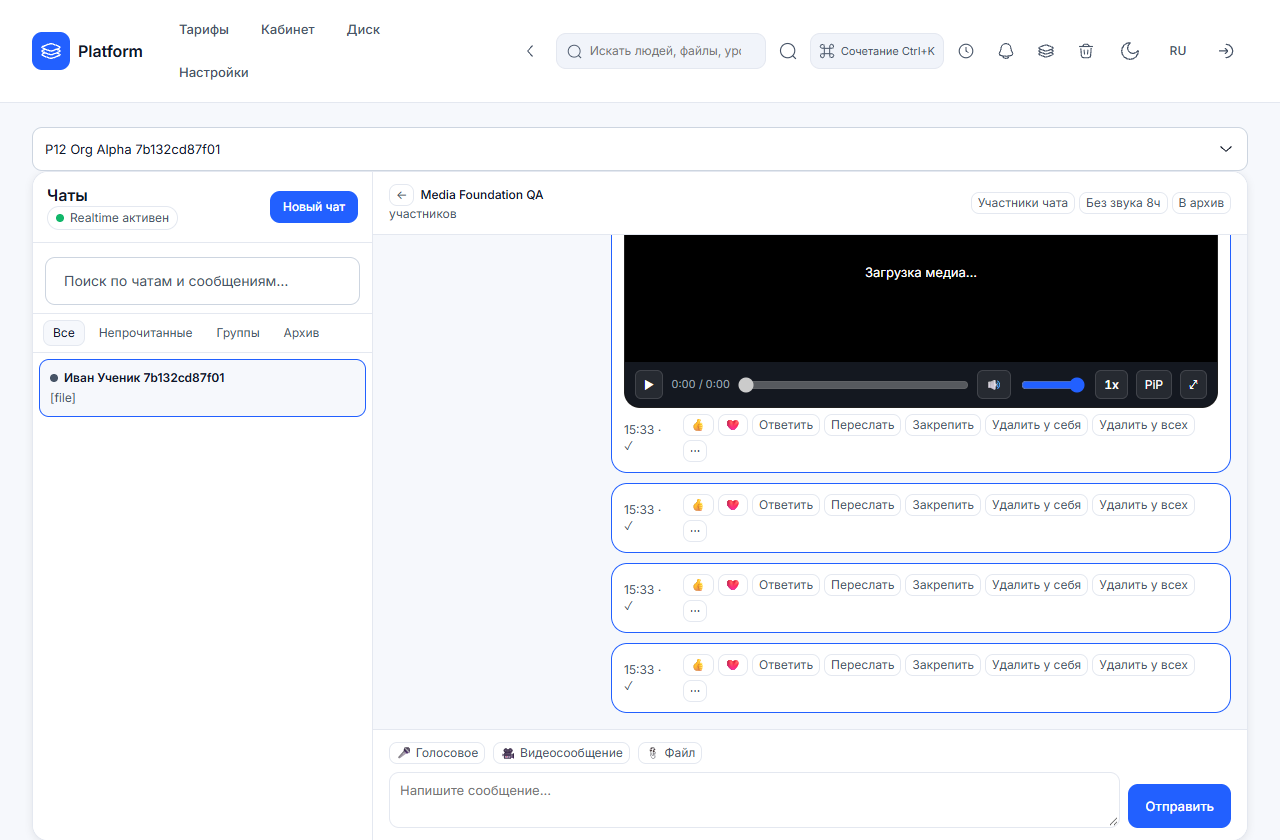 Platform
Тарифы Кабинет Диск
Настройки
Искать людей, файлы, уро
Сочетание Ctrl+K
RU
P12 Org Alpha 7b132cd87f01
Чаты
Realtime активен
Новый чат
Поиск по чатам и сообщениям...
Все Непрочитанные Группы Архив
Иван Ученик 7b132cd87f01
[file]
← Media Foundation QA
участников
Участники чата Без звука 8ч В архив
Загрузка медиа...
0:00 / 0:00 1x PiP
15:33 · ✓
Ответить Переслать Закрепить Удалить у себя Удалить у всех
...
15:33 · ✓
Ответить Переслать Закрепить Удалить у себя Удалить у всех
...
15:33 · ✓
Ответить Переслать Закрепить Удалить у себя Удалить у всех
...
15:33 · ✓
Ответить Переслать Закрепить Удалить у себя Удалить у всех
...
Голосовое Видеосообщение Файл
Напишите сообщение...
Отправить